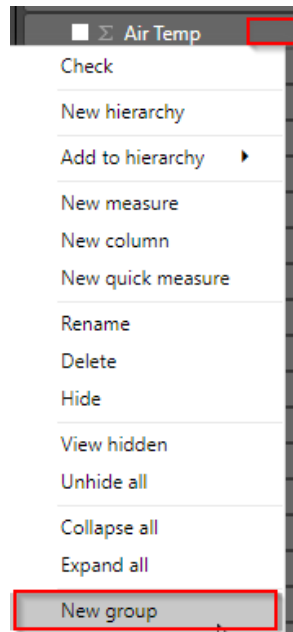 Σ Air Temp
Check
New hierarchy
Add to hierarchy
New measure
New column
New quick measure
Rename
Delete
Hide
View hidden
Unhide all
Collapse all
Expand all
New group